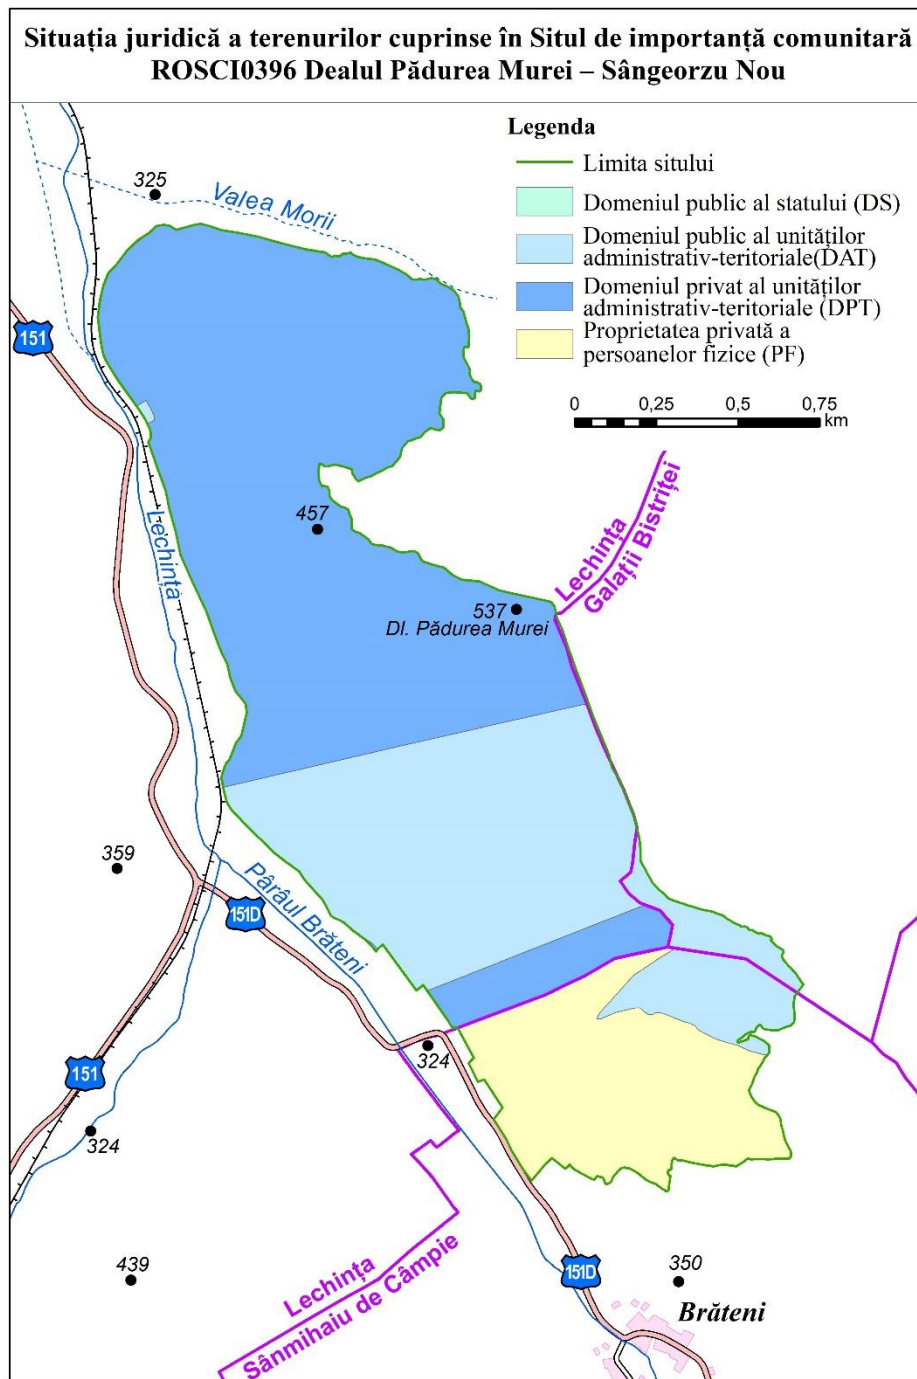 Situația juridică a terenurilor cuprinse în Situl de importanță comunitară
ROSCI0396 Dealul Pădurea Murei – Sângeorzu Nou
Legenda
Limita sitului
Domeniul public al statului (DS)
Domeniul public al unităților
administrativ-teritoriale(DAT)
Domeniul privat al unităților
administrativ-teritoriale (DPT)
Proprietatea privată a
persoanelor fizice (PF)
0 0,25 0,5 0,75
km
325
Valea Morii
151
Lechința
457
Lechința
Galații Bistriței
537
Dl. Pădurea Murei
359
151D
Pârâul Brăteni
324
151
324
439
Lechința
Sânmihaiu de Câmpie
151D
350
Brăteni